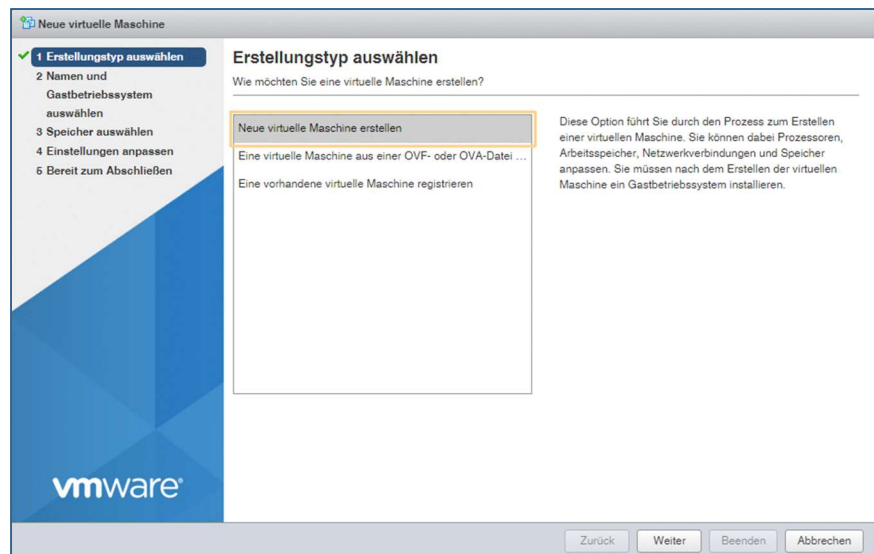 Neue virtuelle Maschine
1 Erstellungstyp auswählen
2 Namen und
Gastbetriebssystem
auswählen
3 Speicher auswählen
4 Einstellungen anpassen
5 Bereit zum Abschließen
Erstellungstyp auswählen
Wie möchten Sie eine virtuelle Maschine erstellen?
Neue virtuelle Maschine erstellen
Eine virtuelle Maschine aus einer OVF- oder OVA-Datei ...
Eine vorhandene virtuelle Maschine registrieren
Diese Option führt Sie durch den Prozess zum Erstellen
einer virtuellen Maschine. Sie können dabei Prozessoren,
Arbeitsspeicher, Netzwerkverbindungen und Speicher
anpassen. Sie müssen nach dem Erstellen der virtuellen
Maschine ein Gastbetriebssystem installieren.
vmware®
Zurück Weiter Beenden Abbrechen